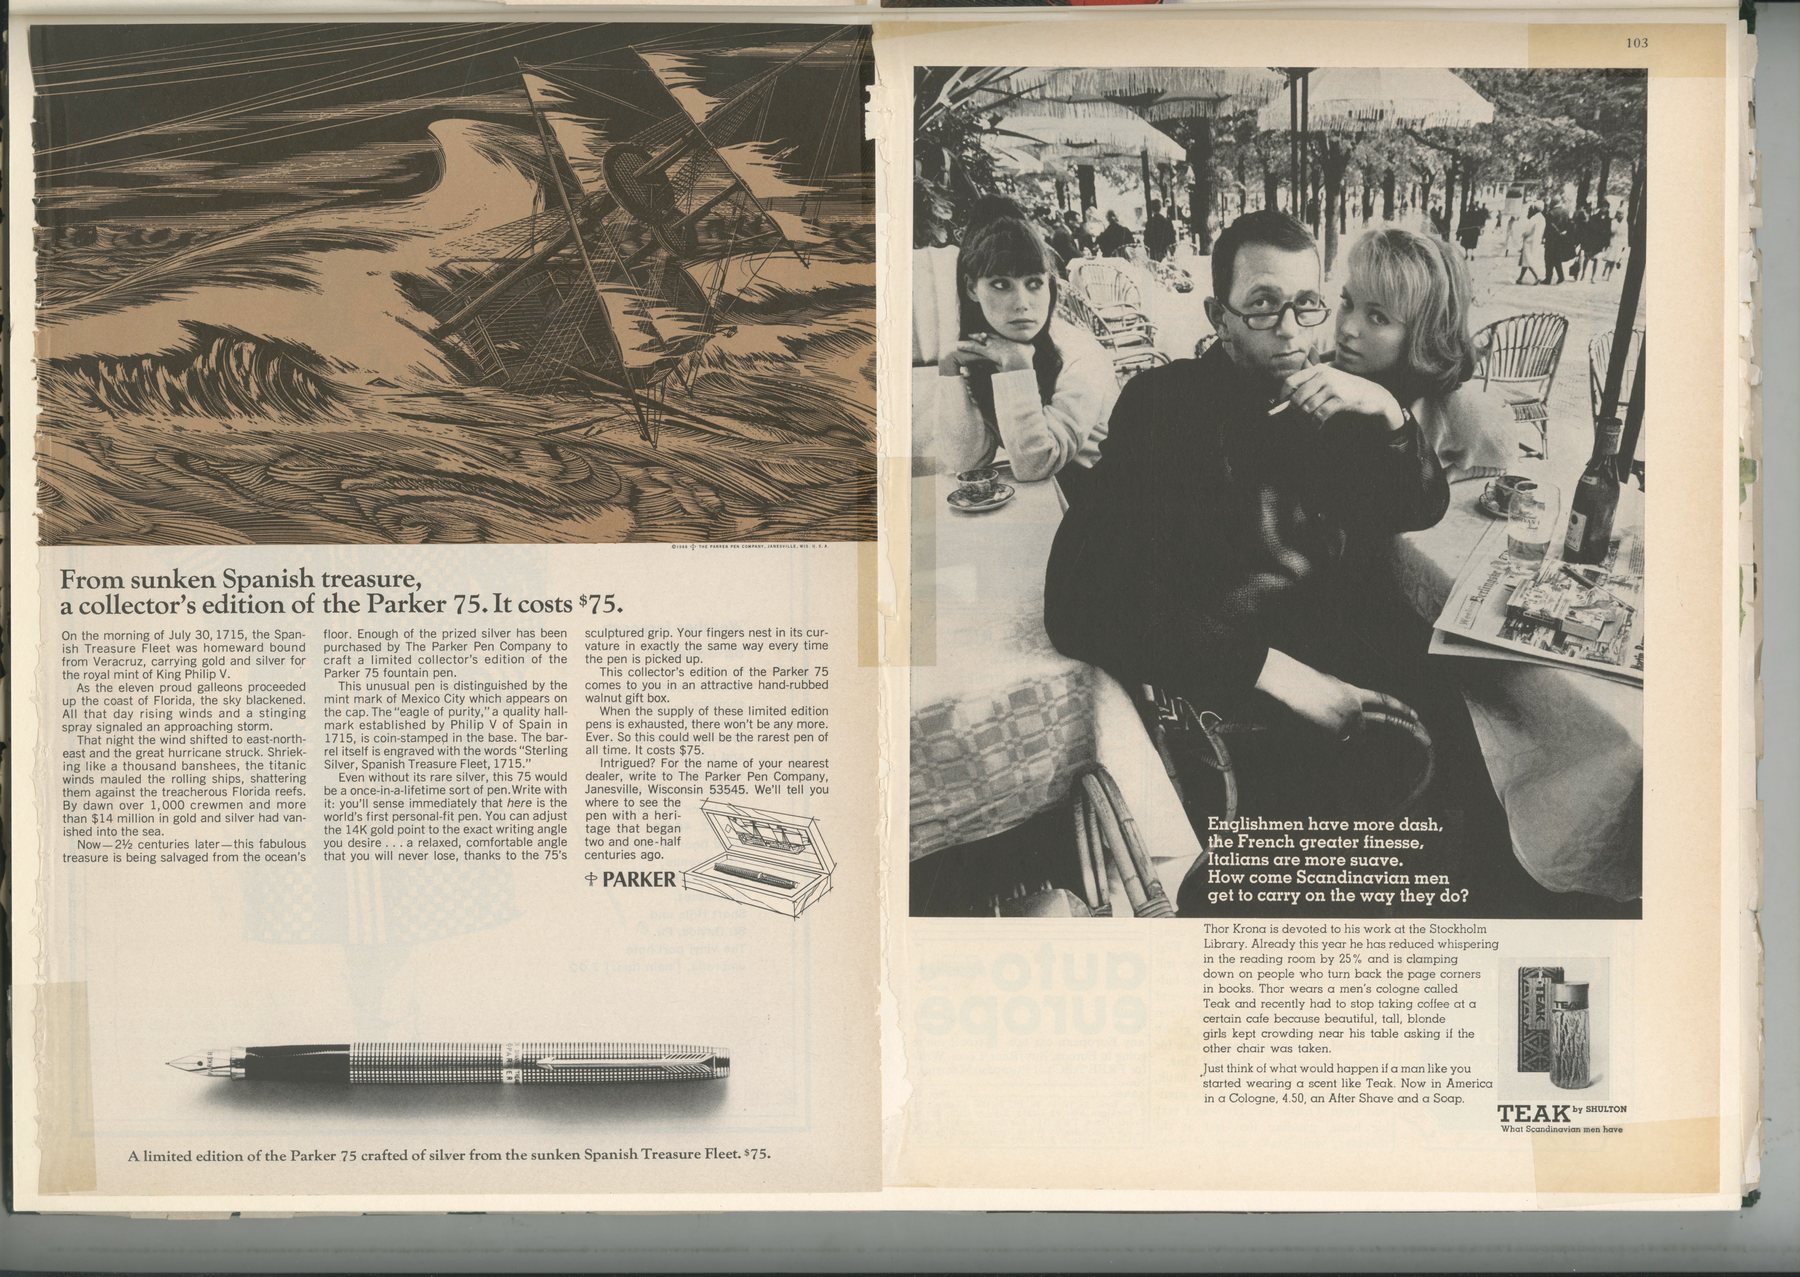 ©1966 THE PARKER PEN COMPANY, JANESVILLE, WIS. U. S. A.
From sunken Spanish treasure,
a collector's edition of the Parker 75. It costs $75.
On the morning of July 30, 1715, the Span-
ish Treasure Fleet was homeward bound
from Veracruz, carrying gold and silver for
the royal mint of King Philip V.
As the eleven proud galleons proceeded
up the coast of Florida, the sky blackened.
All that day rising winds and a stinging
spray signaled an approaching storm.
That night the wind shifted to east-north-
east and the great hurricane struck. Shriek-
ing like a thousand banshees, the titanic
winds mauled the rolling ships, shattering
them against the treacherous Florida reefs.
By dawn over 1,000 crewmen and more
than $14 million in gold and silver had van-
ished into the sea.
Now—2½ centuries later—this fabulous
treasure is being salvaged from the ocean's
floor. Enough of the prized silver has been
purchased by The Parker Pen Company to
craft a limited collector's edition of the
Parker 75 fountain pen.
This unusual pen is distinguished by the
mint mark of Mexico City which appears on
the cap. The "eagle of purity," a quality hall-
mark established by Philip V of Spain in
1715, is coin-stamped in the base. The bar-
rel itself is engraved with the words "Sterling
Silver, Spanish Treasure Fleet, 1715."
Even without its rare silver, this 75 would
be a once-in-a-lifetime sort of pen. Write with
it: you'll sense immediately that here is the
world's first personal-fit pen. You can adjust
the 14K gold point to the exact writing angle
you desire . . . a relaxed, comfortable angle
that you will never lose, thanks to the 75's
sculptured grip. Your fingers nest in its cur-
vature in exactly the same way every time
the pen is picked up.
This collector's edition of the Parker 75
comes to you in an attractive hand-rubbed
walnut gift box.
When the supply of these limited edition
pens is exhausted, there won't be any more.
Ever. So this could well be the rarest pen of
all time. It costs $75.
Intrigued? For the name of your nearest
dealer, write to The Parker Pen Company,
Janesville, Wisconsin 53545. We'll tell you
where to see the
pen with a heri-
tage that began
two and one-half
centuries ago.
PARKER
A limited edition of the Parker 75 crafted of silver from the sunken Spanish Treasure Fleet. $75.
103
Englishmen have more dash,
the French greater finesse,
Italians are more suave.
How come Scandinavian men
get to carry on the way they do?
Thor Krona is devoted to his work at the Stockholm
Library. Already this year he has reduced whispering
in the reading room by 25% and is clamping
down on people who turn back the page corners
in books. Thor wears a men's cologne called
Teak and recently had to stop taking coffee at a
certain cafe because beautiful, tall, blonde
girls kept crowding near his table asking if the
other chair was taken.
Just think of what would happen if a man like you
started wearing a scent like Teak. Now in America
in a Cologne, 4.50, an After Shave and a Soap.
TEAK
TEAK
TEAK by SHULTON
What Scandinavian men have